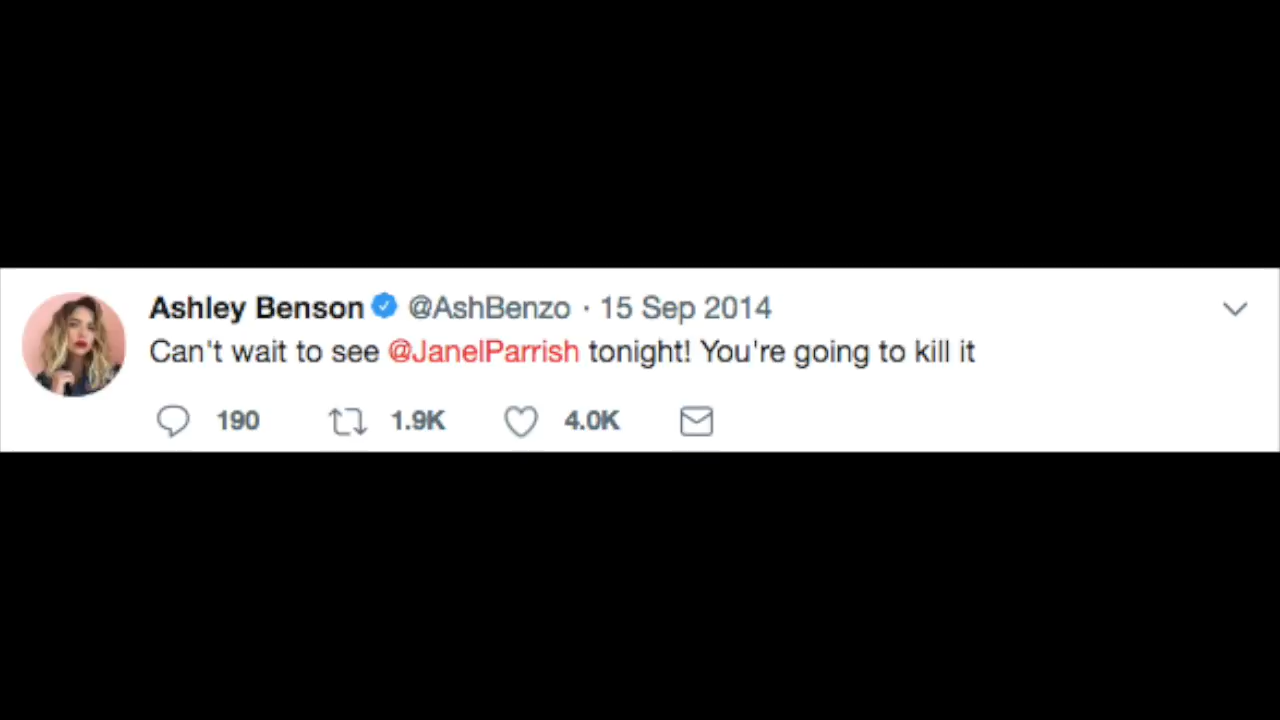 Ashley Benson @AshBenzo · 15 Sep 2014
Can't wait to see @JanelParrish tonight! You're going to kill it
190 1.9K 4.0K